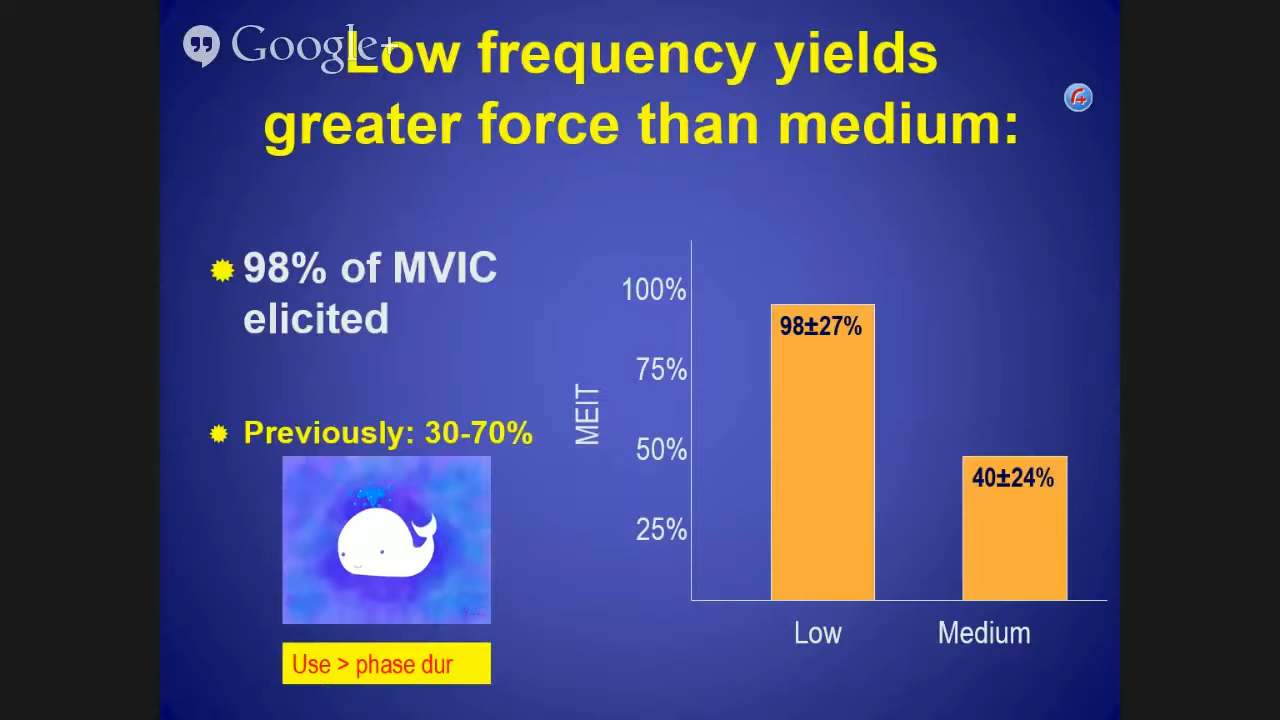 Google+
Low frequency yields
greater force than medium:
98% of MVIC
elicited
Previously: 30-70%
Use > phase dur
MEIT
100%
75%
50%
25%
98±27%
40±24%
Low
Medium